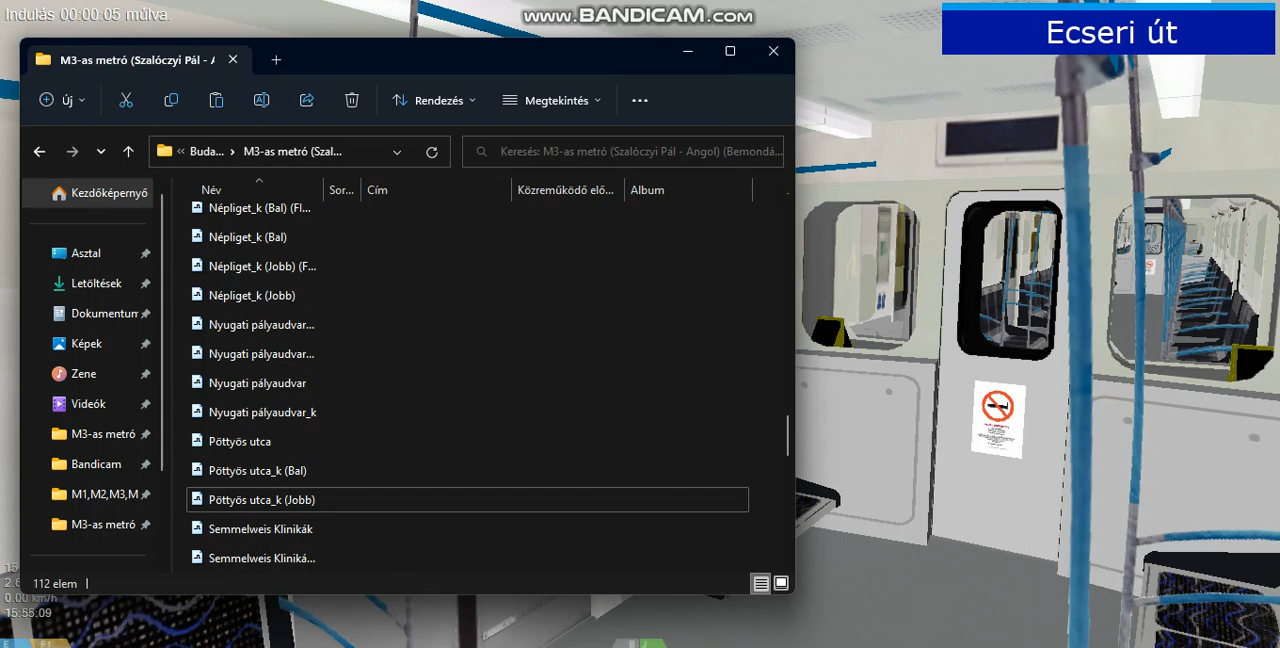 Indulás 00:00:05 múlva.
www.BANDICAM.com
Ecseri út
M3-as metró (Szalóczyi Pál - A
Új
Rendezés
Megtekintés
Buda...
M3-as metró (Szal...
Keresés: M3-as metró (Szalóczyi Pál - Angol) (Bemondá...
Kezdőképernyő
Asztal
Letöltések
Dokumentum
Képek
Zene
Videók
M3-as metró
Bandicam
M1,M2,M3,M
M3-as metró
Név
Sor...
Cím
Közreműködő elő...
Album
Népliget_k (Bal) (Fl...
Népliget_k (Bal)
Népliget_k (Jobb) (F...
Népliget_k (Jobb)
Nyugati pályaudvar...
Nyugati pályaudvar...
Nyugati pályaudvar
Nyugati pályaudvar_k
Pöttyös utca
Pöttyös utca_k (Bal)
Pöttyös utca_k (Jobb)
Semmelweis Klinikák
Semmelweis Kliniká...
112 elem
0.00 km/h
15:55:09
E
F1